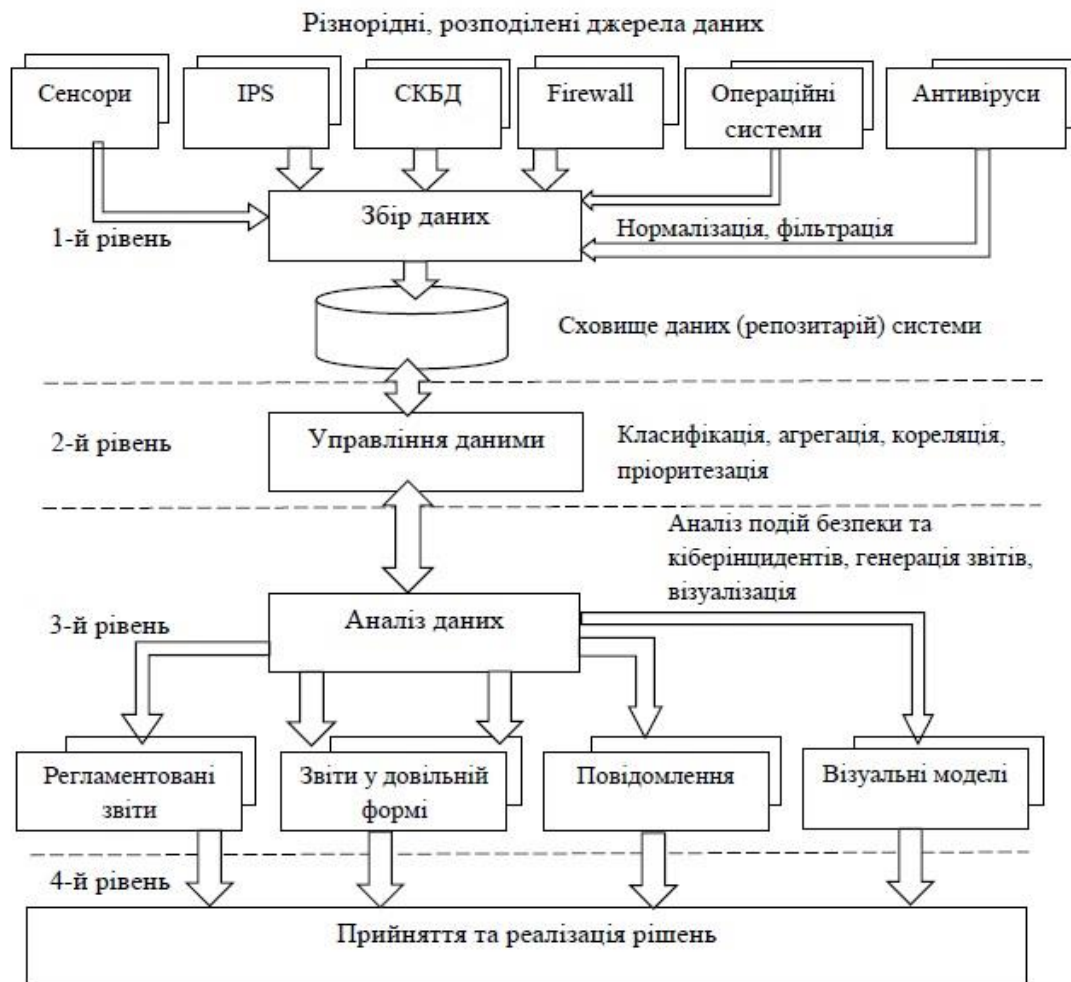 Різнорідні, розподілені джерела даних
Сенсори
IPS
СКБД
Firewall
Операційні
системи
Антивіруси
Збір даних
1-й рівень
Нормалізація, фільтрація
Сховище даних (репозитарій) системи
2-й рівень
Управління даними
Класифікація, агрегація, кореляція,
пріоритезація
Аналіз подій безпеки та
кіберінцидентів, генерація звітів,
візуалізація
3-й рівень
Аналіз даних
Регламентовані
звіти
Звіти у довільній
формі
Повідомлення
Візуальні моделі
4-й рівень
Прийняття та реалізація рішень